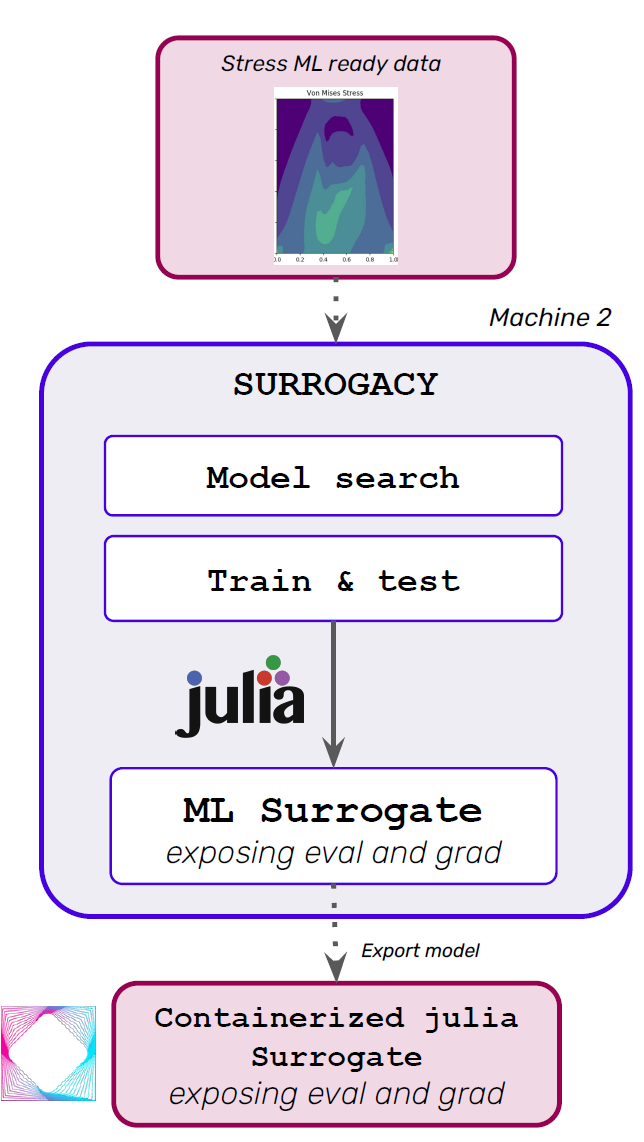 Stress ML ready data
Von Mises Stress
0.0 0.2 0.4 0.6 0.8 1.0
Machine 2
SURROGACY
Model search
Train & test
julia
ML Surrogate
exposing eval and grad
Export model
Containerized julia
Surrogate
exposing eval and grad